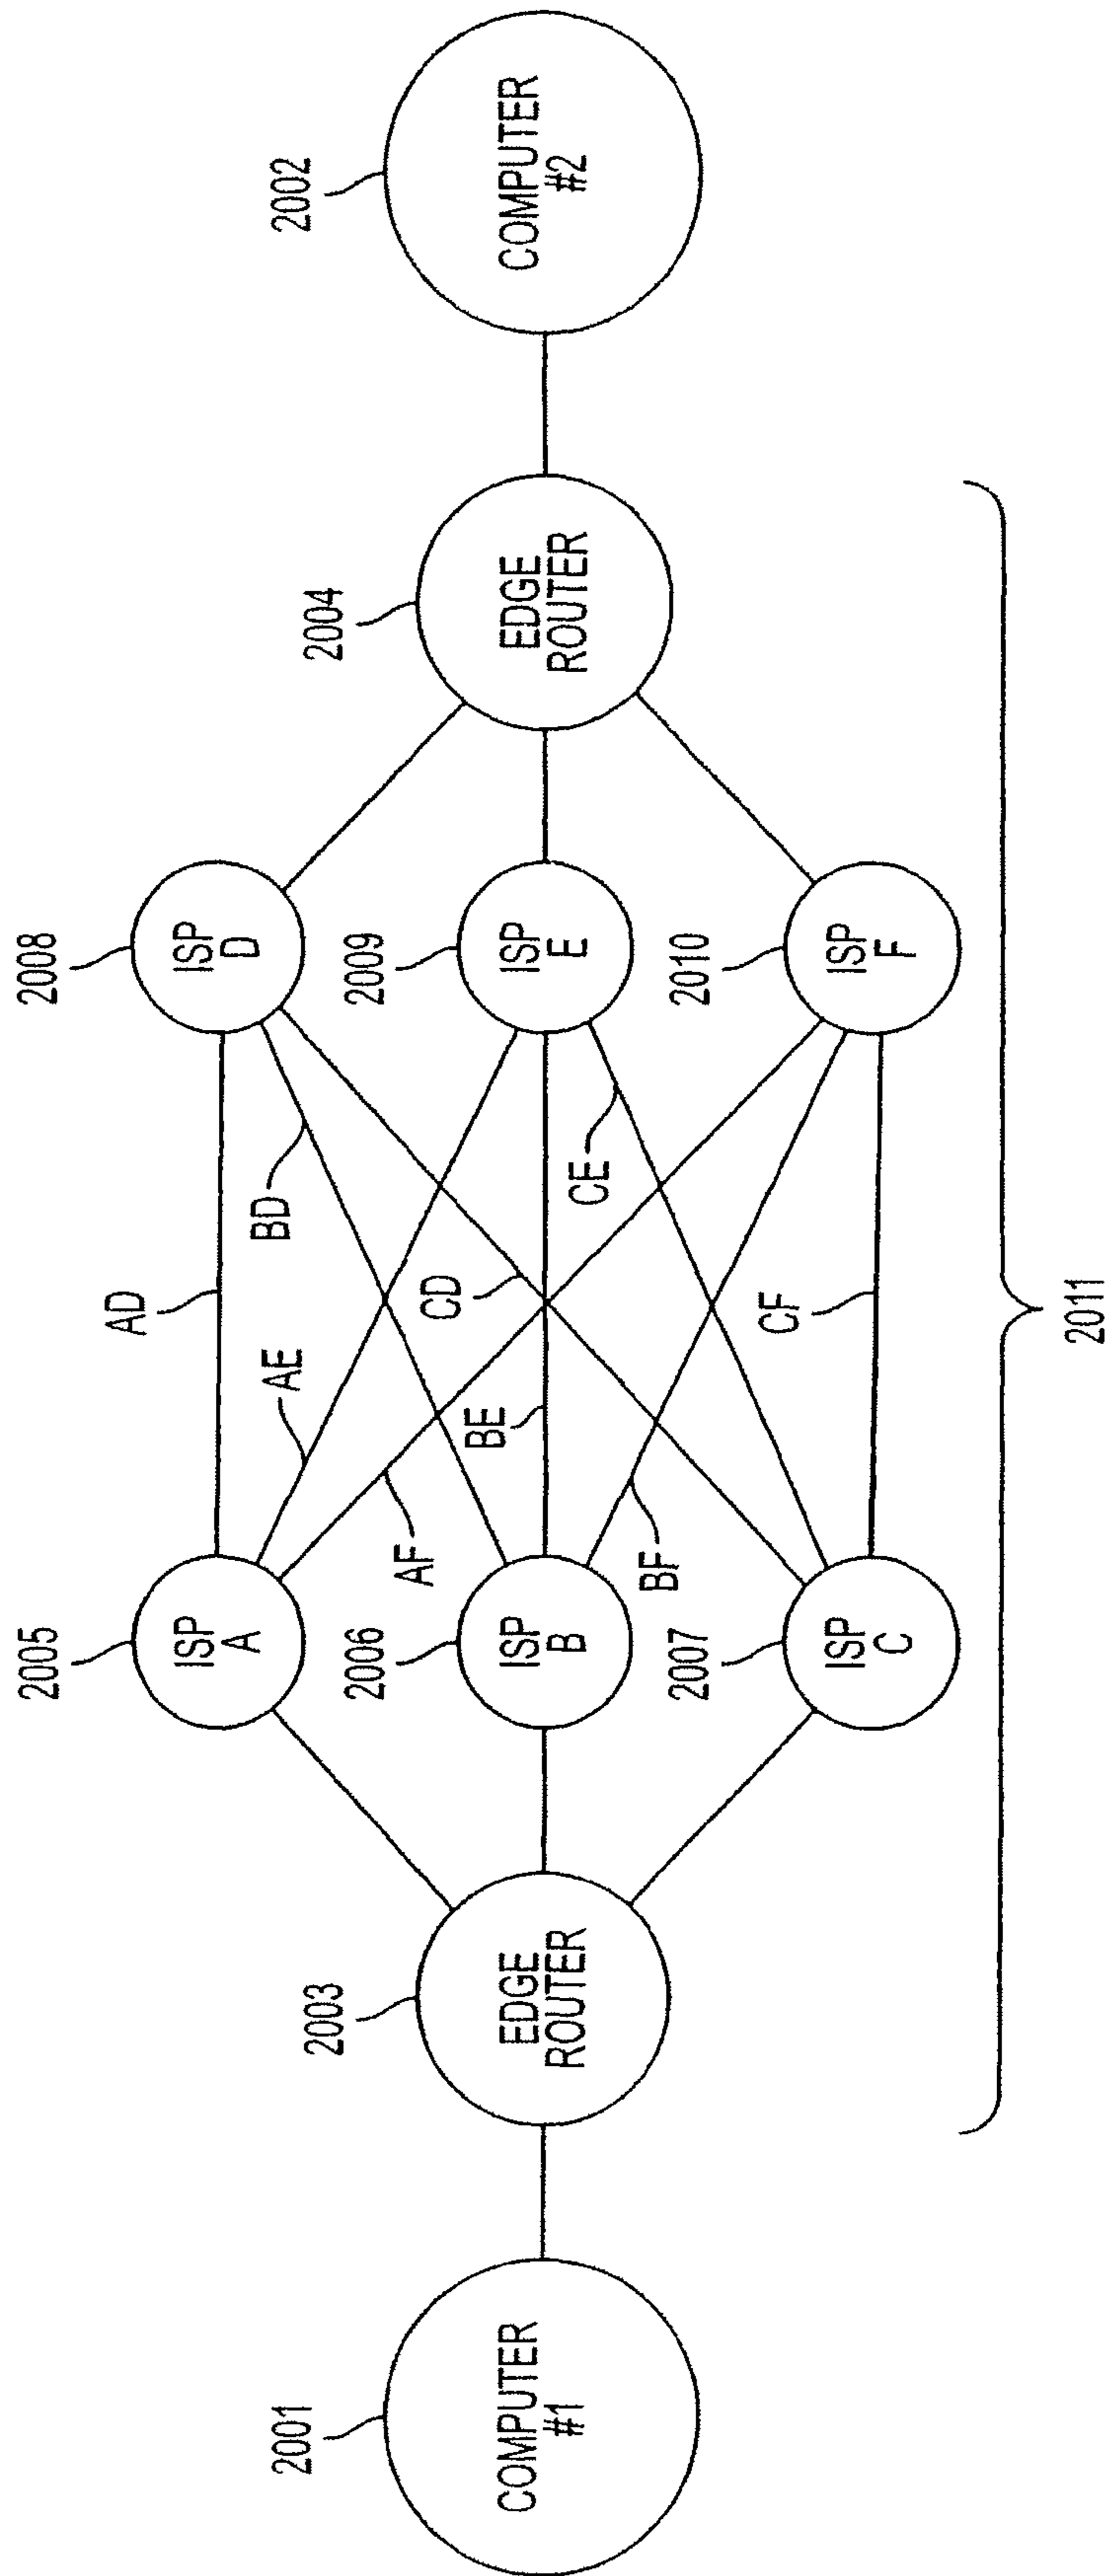 2001
COMPUTER
#1
2003
EDGE
ROUTER
2005
ISP
A
2006
ISP
B
2007
ISP
C
AD
AE
AF
BD
BE
BF
CD
CE
CF
2008
ISP
D
2009
ISP
E
2010
ISP
F
2004
EDGE
ROUTER
2002
COMPUTER
#2
2011